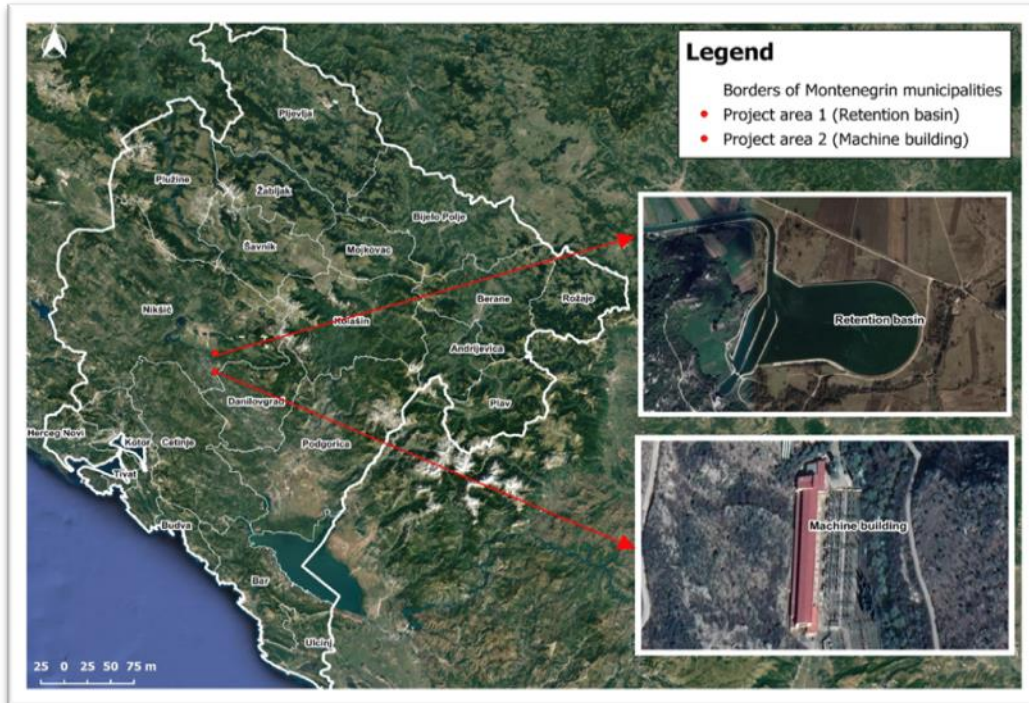 Legend
Borders of Montenegrin municipalities
Project area 1 (Retention basin)
Project area 2 (Machine building)
Pljevlja
Plužine
Žabljak
Bijelo Polje
Šavnik
Mojkovac
Nikšić
Kolašin
Berane
Rožaje
Andrijevica
Danilovgrad
Plav
Herceg Novi
Kotor
Cetinje
Podgorica
Tivat
Budva
Bar
Ulcinj
Retention basin
Machine building
25 0 25 50 75 m